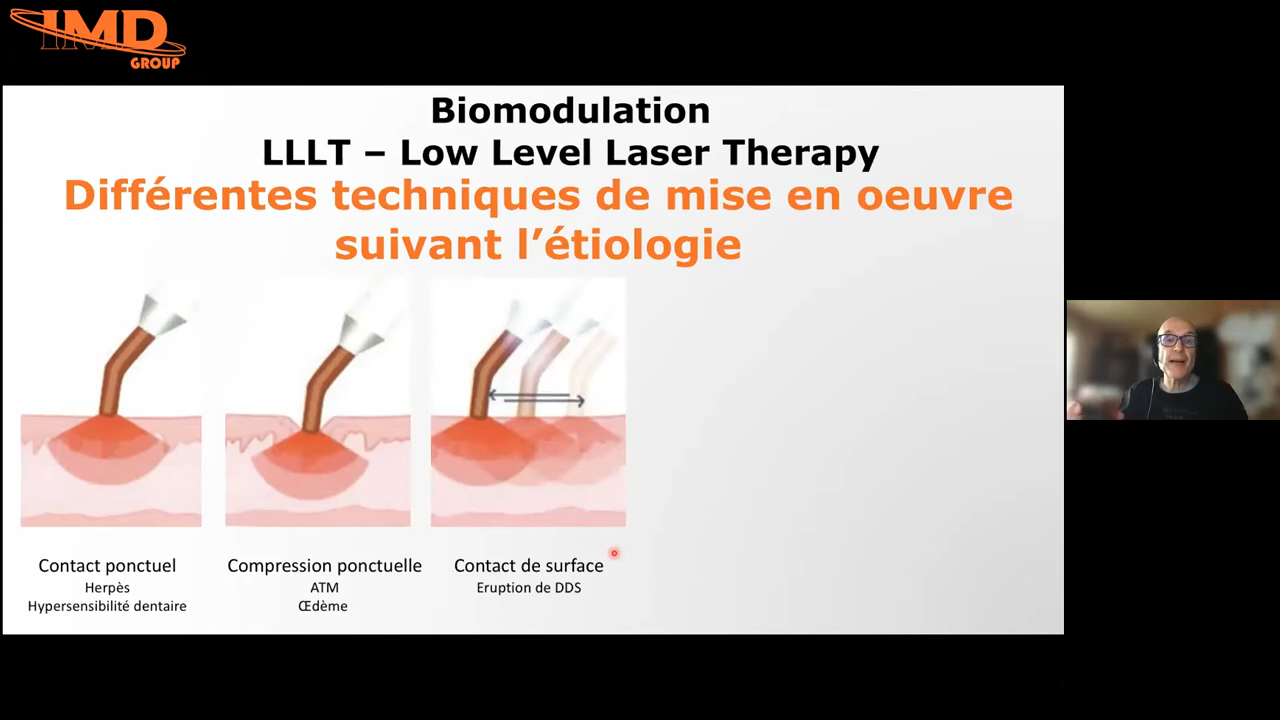 IMD
GROUP
Biomodulation
LLLT – Low Level Laser Therapy
Différentes techniques de mise en oeuvre
suivant l’étiologie
Contact ponctuel
Herpès
Hypersensibilité dentaire
Compression ponctuelle
ATM
Œdème
Contact de surface
Eruption de DDS